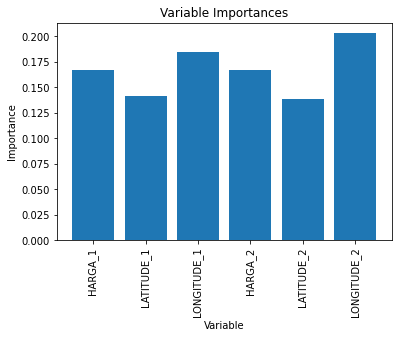 Variable Importances
0.200
0.175
0.150
0.125
0.100
0.075
0.050
0.025
0.000
Importance
HARGA_1
LATITUDE_1
LONGITUDE_1
HARGA_2
LATITUDE_2
LONGITUDE_2
Variable